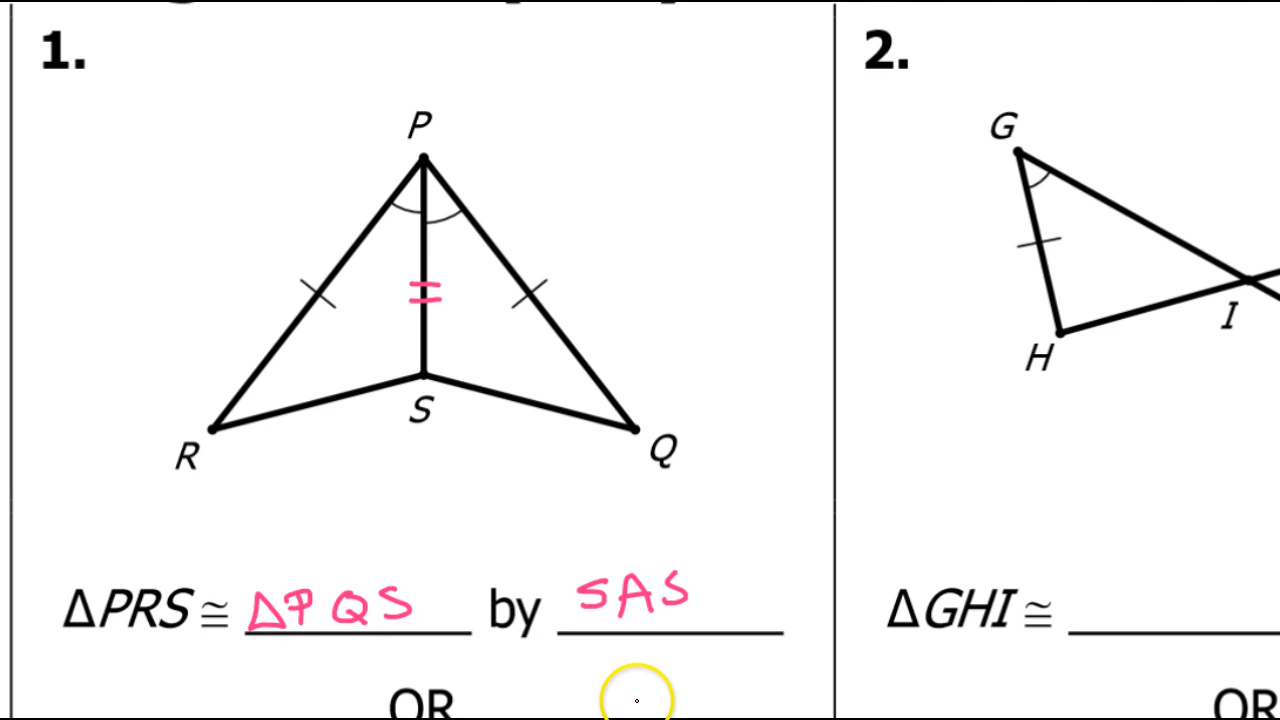 1.
2.
P
G
S
I
H
R
Q
ΔPRS ≅ ΔPQS by SAS
ΔGHI ≅
OR
OR